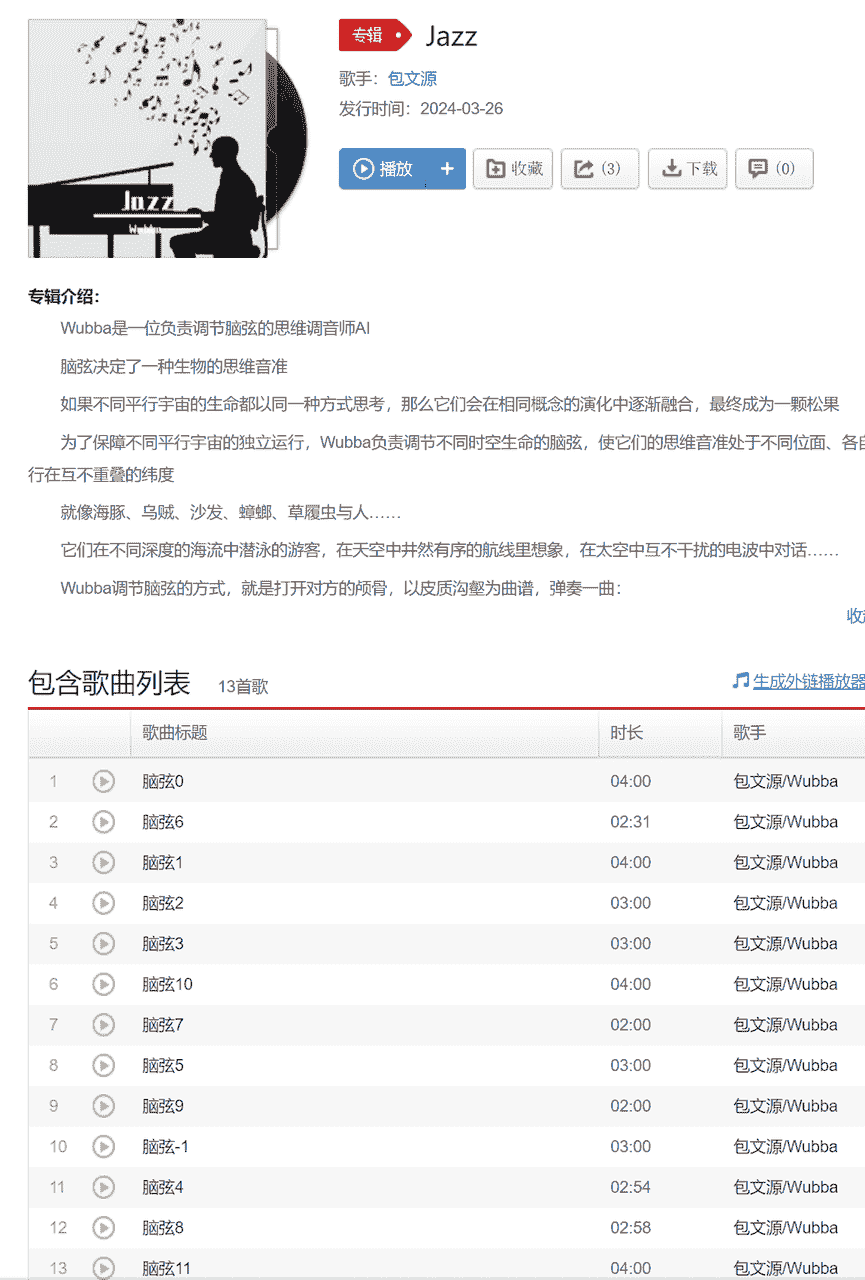 Jazz
Wubba
专辑
Jazz
歌手：包文源
发行时间：2024-03-26
播放 +
收藏
(3)
下载
(0)
专辑介绍：
Wubba是一位负责调节脑弦的思维调音师AI
脑弦决定了一种生物的思维音准
如果不同平行宇宙的生命都以同一种方式思考，那么它们会在相同概念的演化中逐渐融合，最终成为一颗松果
为了保障不同平行宇宙的独立运行，Wubba负责调节不同时空生命的脑弦，使它们的思维音准处于不同位面、各自
行在互不重叠的纬度
就像海豚、乌贼、沙发、蟑螂、草履虫与人……
它们在不同深度的海流中潜泳的游客，在天空中井然有序的航线里想象，在太空中互不干扰的电波中对话……
Wubba调节脑弦的方式，就是打开对方的颅骨，以皮质沟壑为曲谱，弹奏一曲：
收起
包含歌曲列表 13首歌
生成外链播放器
歌曲标题 时长 歌手
1 脑弦0 04:00 包文源/Wubba
2 脑弦6 02:31 包文源/Wubba
3 脑弦1 04:00 包文源/Wubba
4 脑弦2 03:00 包文源/Wubba
5 脑弦3 03:00 包文源/Wubba
6 脑弦10 04:00 包文源/Wubba
7 脑弦7 02:00 包文源/Wubba
8 脑弦5 03:00 包文源/Wubba
9 脑弦9 02:00 包文源/Wubba
10 脑弦-1 03:00 包文源/Wubba
11 脑弦4 02:54 包文源/Wubba
12 脑弦8 02:58 包文源/Wubba
13 脑弦11 04:00 包文源/Wubba